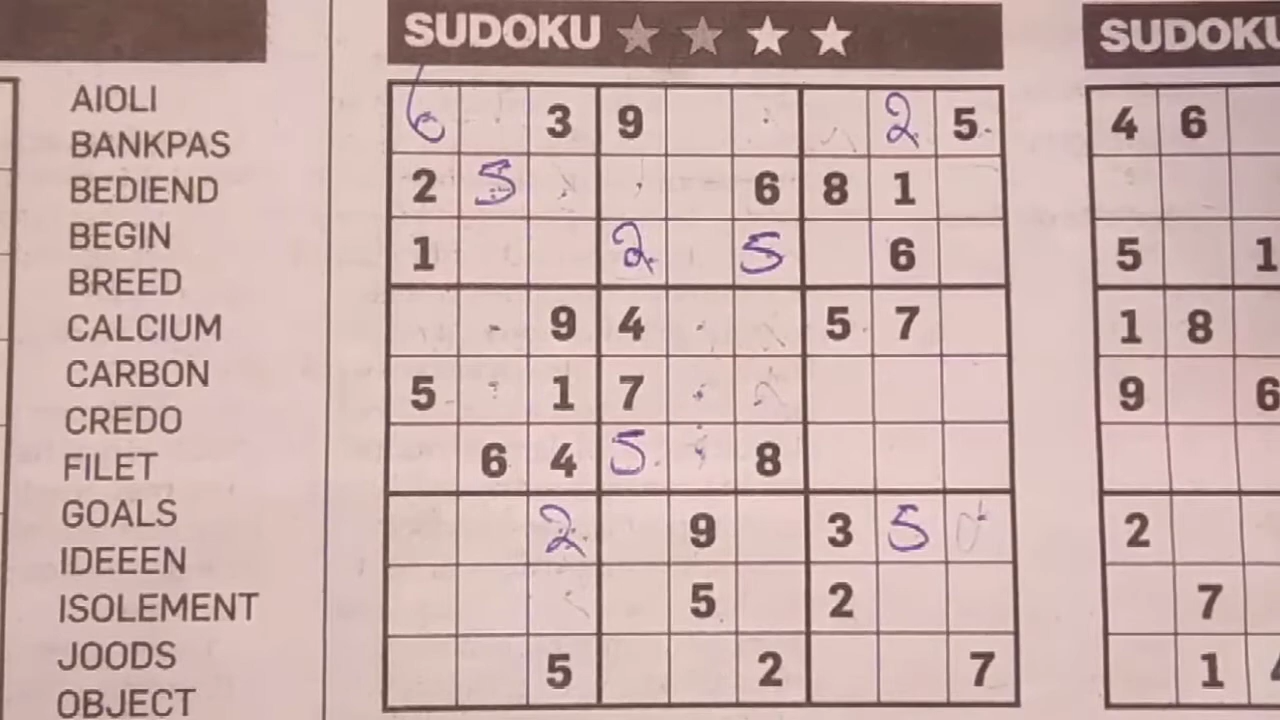 SUDOKU
SUDOKU
AIOLI
BANKPAS
BEDIEND
BEGIN
BREED
CALCIUM
CARBON
CREDO
FILET
GOALS
IDEEEN
ISOLEMENT
JOODS
OBJECT
6 3 9 2 5
2 5 6 8 1
1 2 5 6
9 4 5 7
5 1 7
6 4 5 8
2 9 3 5
5 2
5 2 7
4 6
5 1
1 8
9 6
2
7
1 4